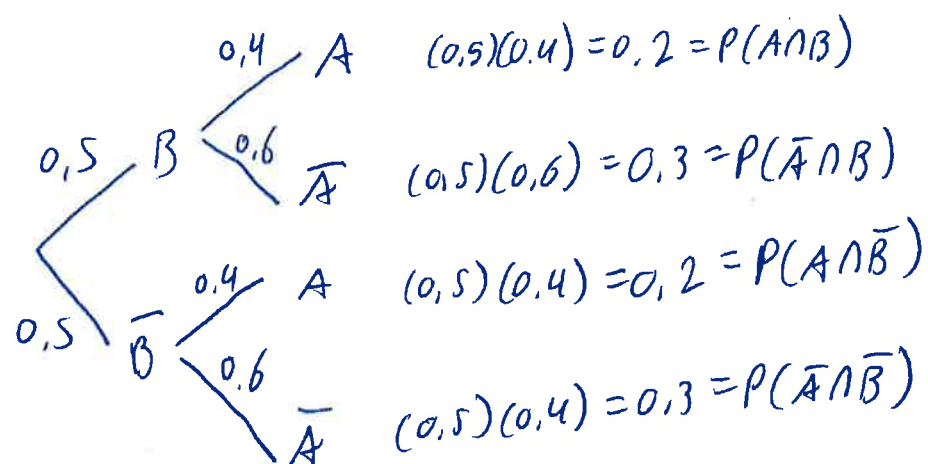 0,4 A (0,5)(0.4) = 0,2 = P(A∩B)
0,5 B 0,6 A̅ (0,5)(0,6) = 0,3 = P(A̅∩B)
0,4 A (0,5)(0,4) = 0,2 = P(A∩B̅)
0,5 B̅ 0.6 A̅ (0,5)(0,4) = 0,3 = P(A̅∩B̅)